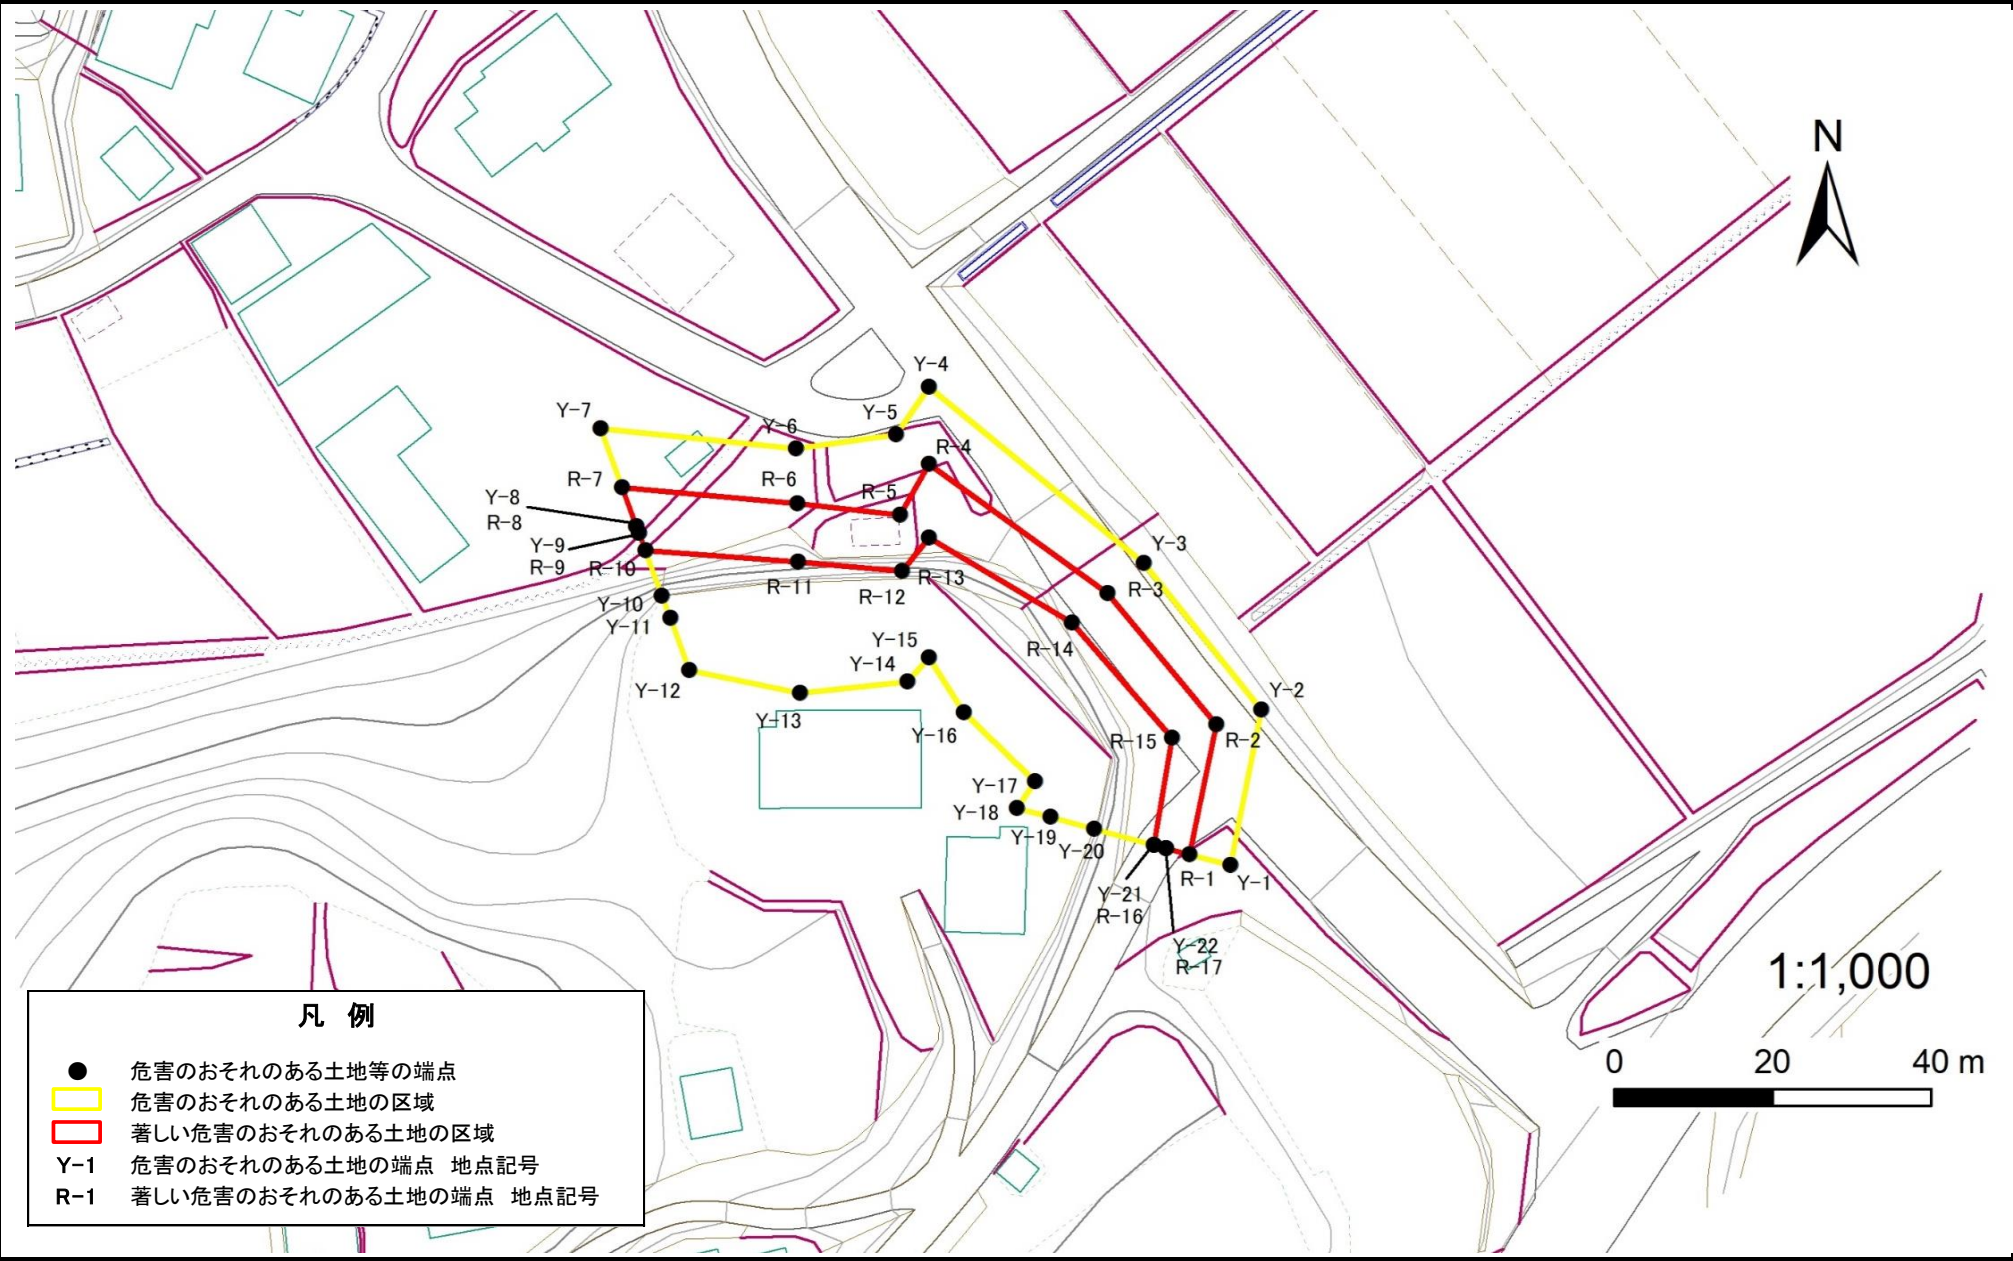 N
Y-4
Y-7
Y-6
Y-5
R-4
R-7
R-6
R-5
Y-8
R-8
Y-9
R-9
R-10
R-11
R-12
R-13
Y-3
R-3
Y-10
Y-11
Y-15
Y-14
R-14
Y-12
Y-13
Y-16
R-15
R-2
Y-2
Y-17
Y-18
Y-19
Y-20
R-1
Y-1
Y-21
R-16
Y-22
R-17
1:1,000
0 20 40 m
凡 例
危害のおそれのある土地等の端点
危害のおそれのある土地の区域
著しい危害のおそれのある土地の区域
Y-1 危害のおそれのある土地の端点 地点記号
R-1 著しい危害のおそれのある土地の端点 地点記号